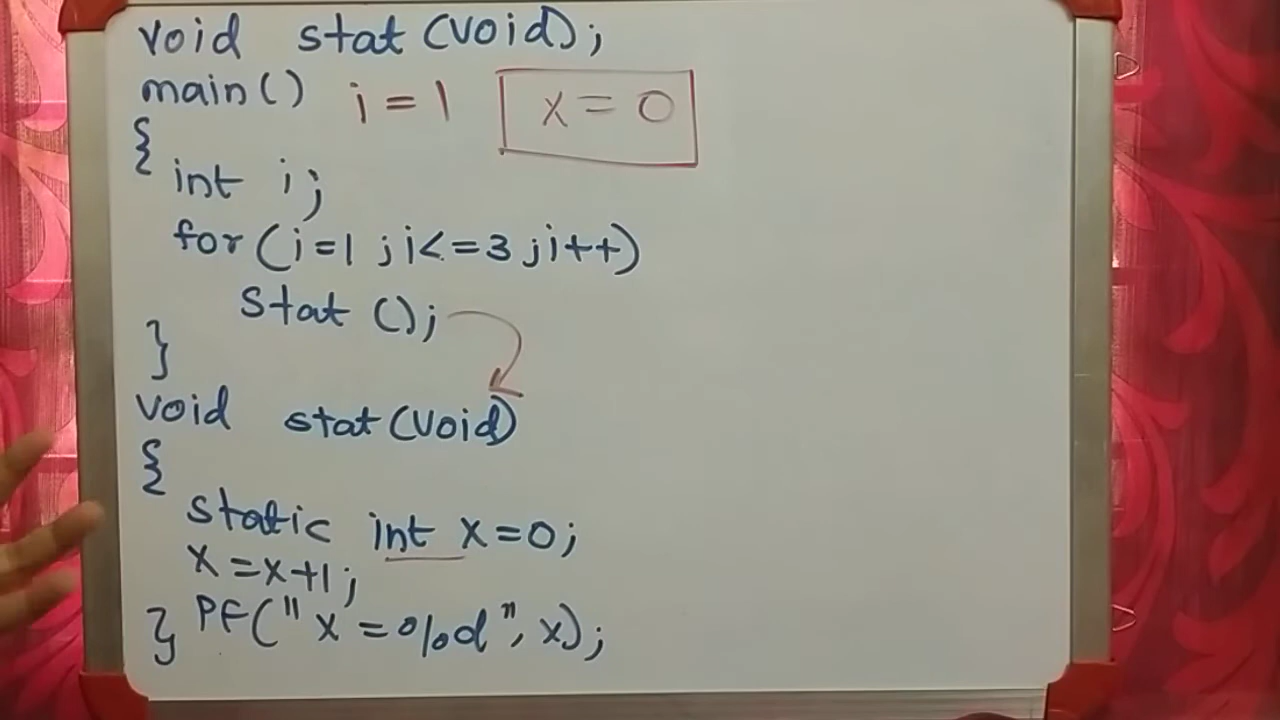 void stat (void);
main() i = 1 x = 0
{
int i;
for (i=1 ; i<=3 ; i++)
Stat ();
}
void stat (void)
{
static int x=0;
x=x+1;
} PF("x=%d", x);